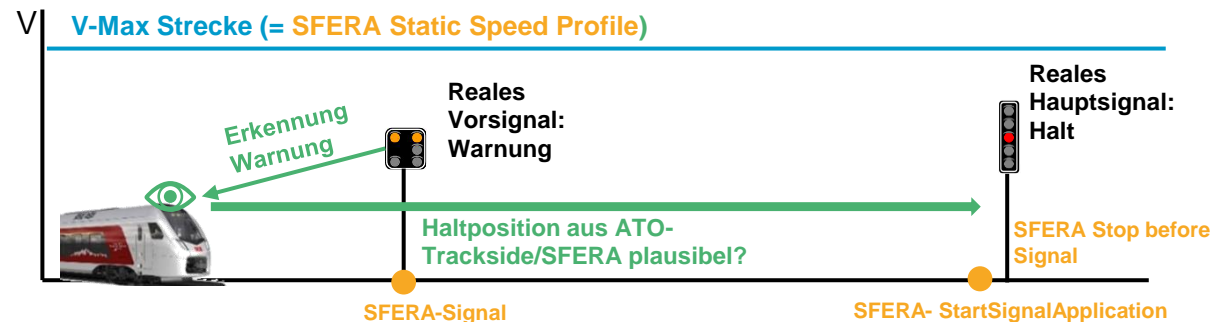 V
V-Max Strecke (= SFERA Static Speed Profile)
Reales
Hauptsignal:
Halt
Reales
Vorsignal:
Warnung
Erkennung
Warnung
Haltposition aus ATO-
Trackside/SFERA plausibel?
SFERA Stop before
Signal
SFERA-Signal
SFERA- StartSignalApplication